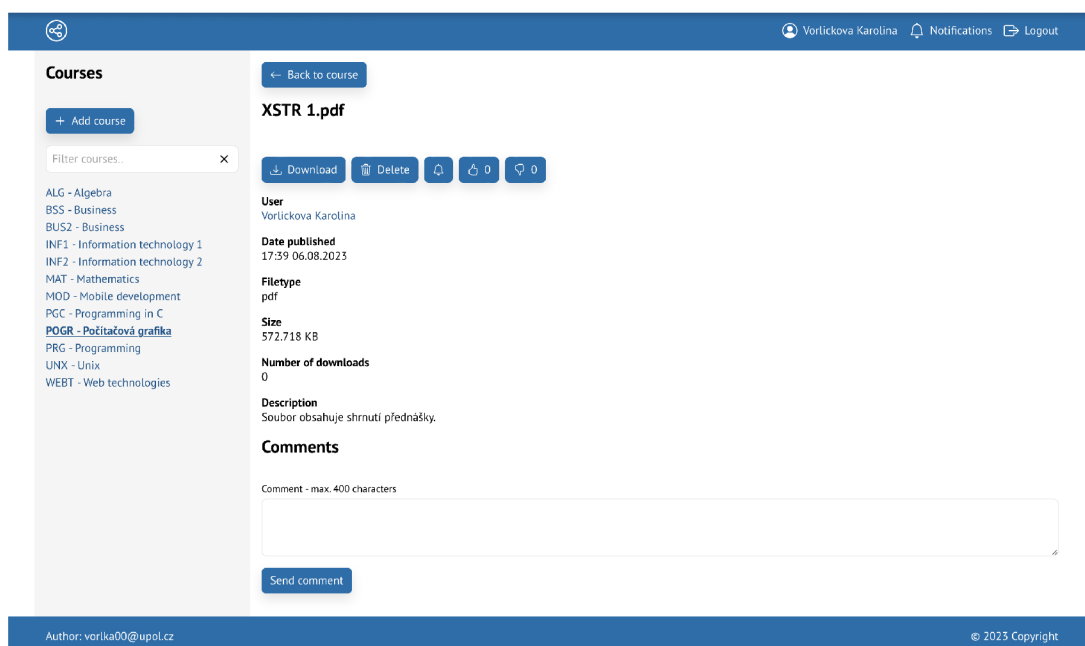 Vorlickova Karolina Notifications Logout
Courses
+ Add course
Filter courses..
ALG - Algebra
BSS - Business
BUS2 - Business
INF1 - Information technology 1
INF2 - Information technology 2
MAT - Mathematics
MOD - Mobile development
PGC - Programming in C
POGR - Počitačová grafika
PRG - Programming
UNX - Unix
WEBT - Web technologies
← Back to course
XSTR 1.pdf
Download Delete 0 0
User
Vorlickova Karolina
Date published
17:39 06.08.2023
Filetype
pdf
Size
572.718 KB
Number of downloads
0
Description
Soubor obsahuje shrnutí přednášky.
Comments
Comment - max. 400 characters
Send comment
Author: vorlka00@upol.cz
© 2023 Copyright